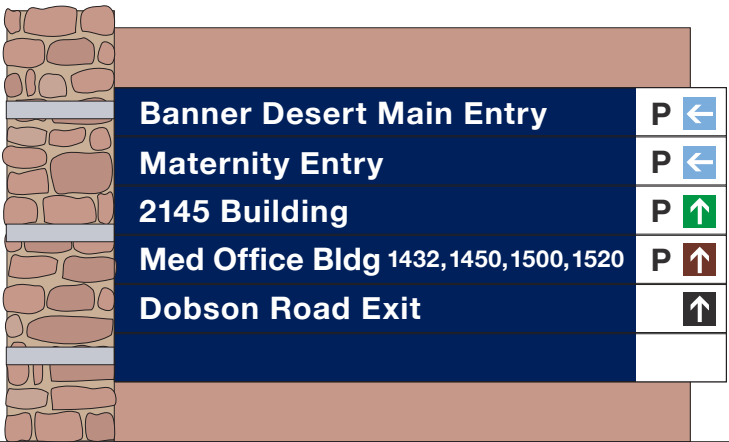 Banner Desert Main Entry P ←
Maternity Entry P ←
2145 Building P ↑
Med Office Bldg 1432,1450,1500,1520 P ↑
Dobson Road Exit ↑